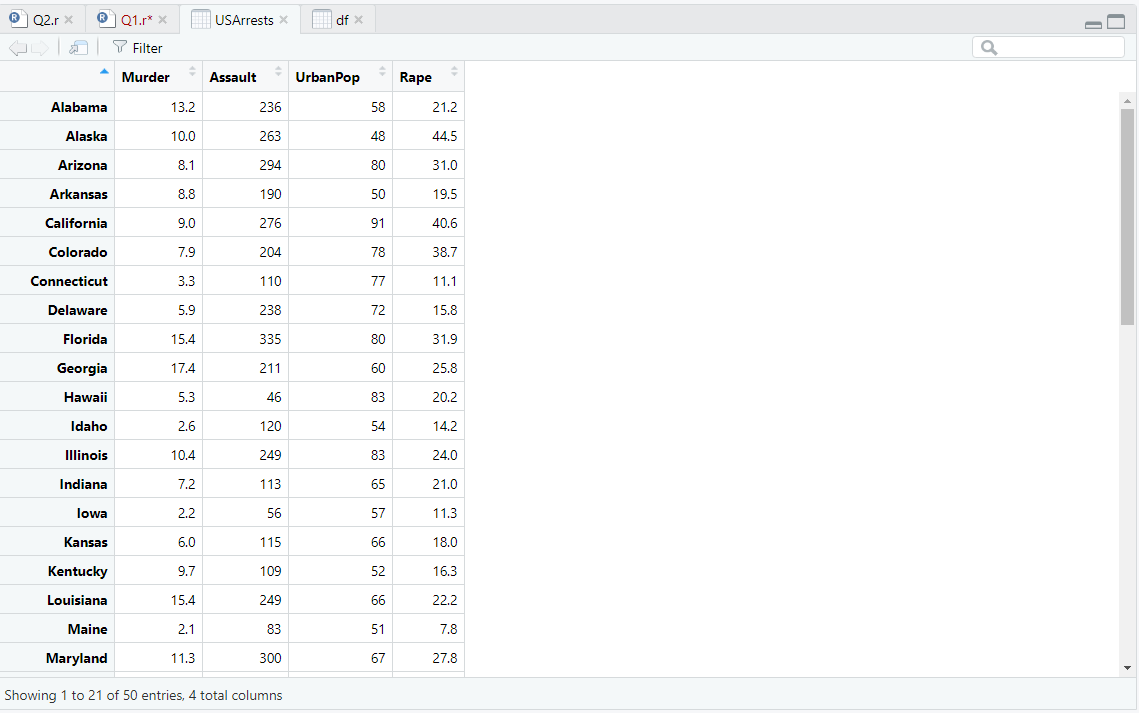 Q2.r Q1.r* USArrests df
Filter
Murder Assault UrbanPop Rape
Alabama 13.2 236 58 21.2
Alaska 10.0 263 48 44.5
Arizona 8.1 294 80 31.0
Arkansas 8.8 190 50 19.5
California 9.0 276 91 40.6
Colorado 7.9 204 78 38.7
Connecticut 3.3 110 77 11.1
Delaware 5.9 238 72 15.8
Florida 15.4 335 80 31.9
Georgia 17.4 211 60 25.8
Hawaii 5.3 46 83 20.2
Idaho 2.6 120 54 14.2
Illinois 10.4 249 83 24.0
Indiana 7.2 113 65 21.0
Iowa 2.2 56 57 11.3
Kansas 6.0 115 66 18.0
Kentucky 9.7 109 52 16.3
Louisiana 15.4 249 66 22.2
Maine 2.1 83 51 7.8
Maryland 11.3 300 67 27.8
Showing 1 to 21 of 50 entries, 4 total columns